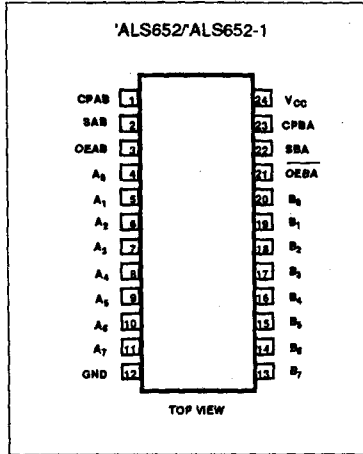 'ALS652/'ALS652-1
CPAB 1 24 VCC
SAB 2 23 CPBA
OEAB 3 22 SBA
A0 4 21 OEBA
A1 5 20 B0
A2 6 19 B1
A3 7 18 B2
A4 8 17 B3
A5 9 16 B4
A6 10 15 B5
A7 11 14 B6
GND 12 13 B7
TOP VIEW